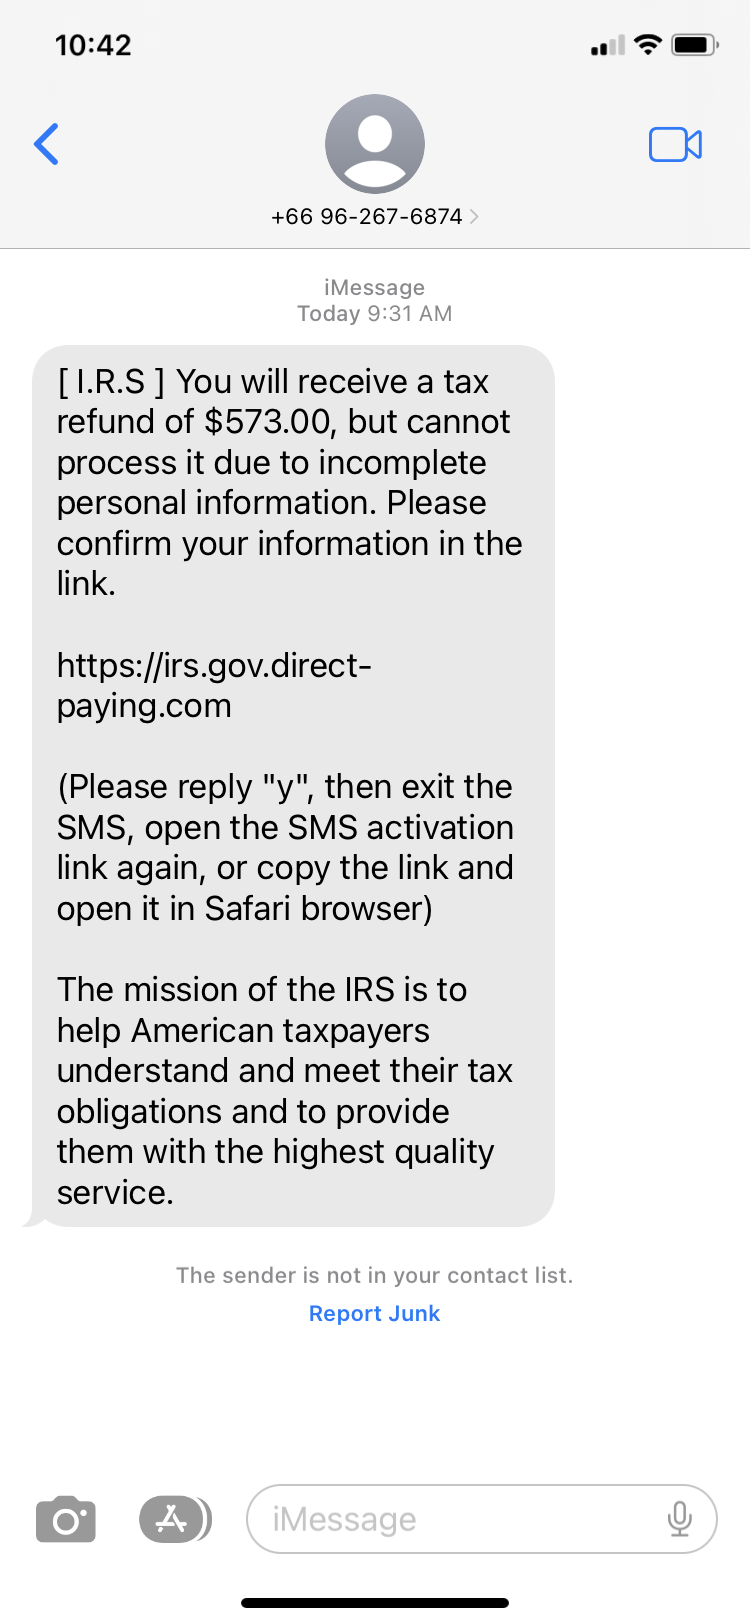 10:42
+66 96-267-6874
iMessage
Today 9:31 AM
[ I.R.S ] You will receive a tax
refund of $573.00, but cannot
process it due to incomplete
personal information. Please
confirm your information in the
link.
https://irs.gov.direct-
paying.com
(Please reply "y", then exit the
SMS, open the SMS activation
link again, or copy the link and
open it in Safari browser)
The mission of the IRS is to
help American taxpayers
understand and meet their tax
obligations and to provide
them with the highest quality
service.
The sender is not in your contact list.
Report Junk
iMessage